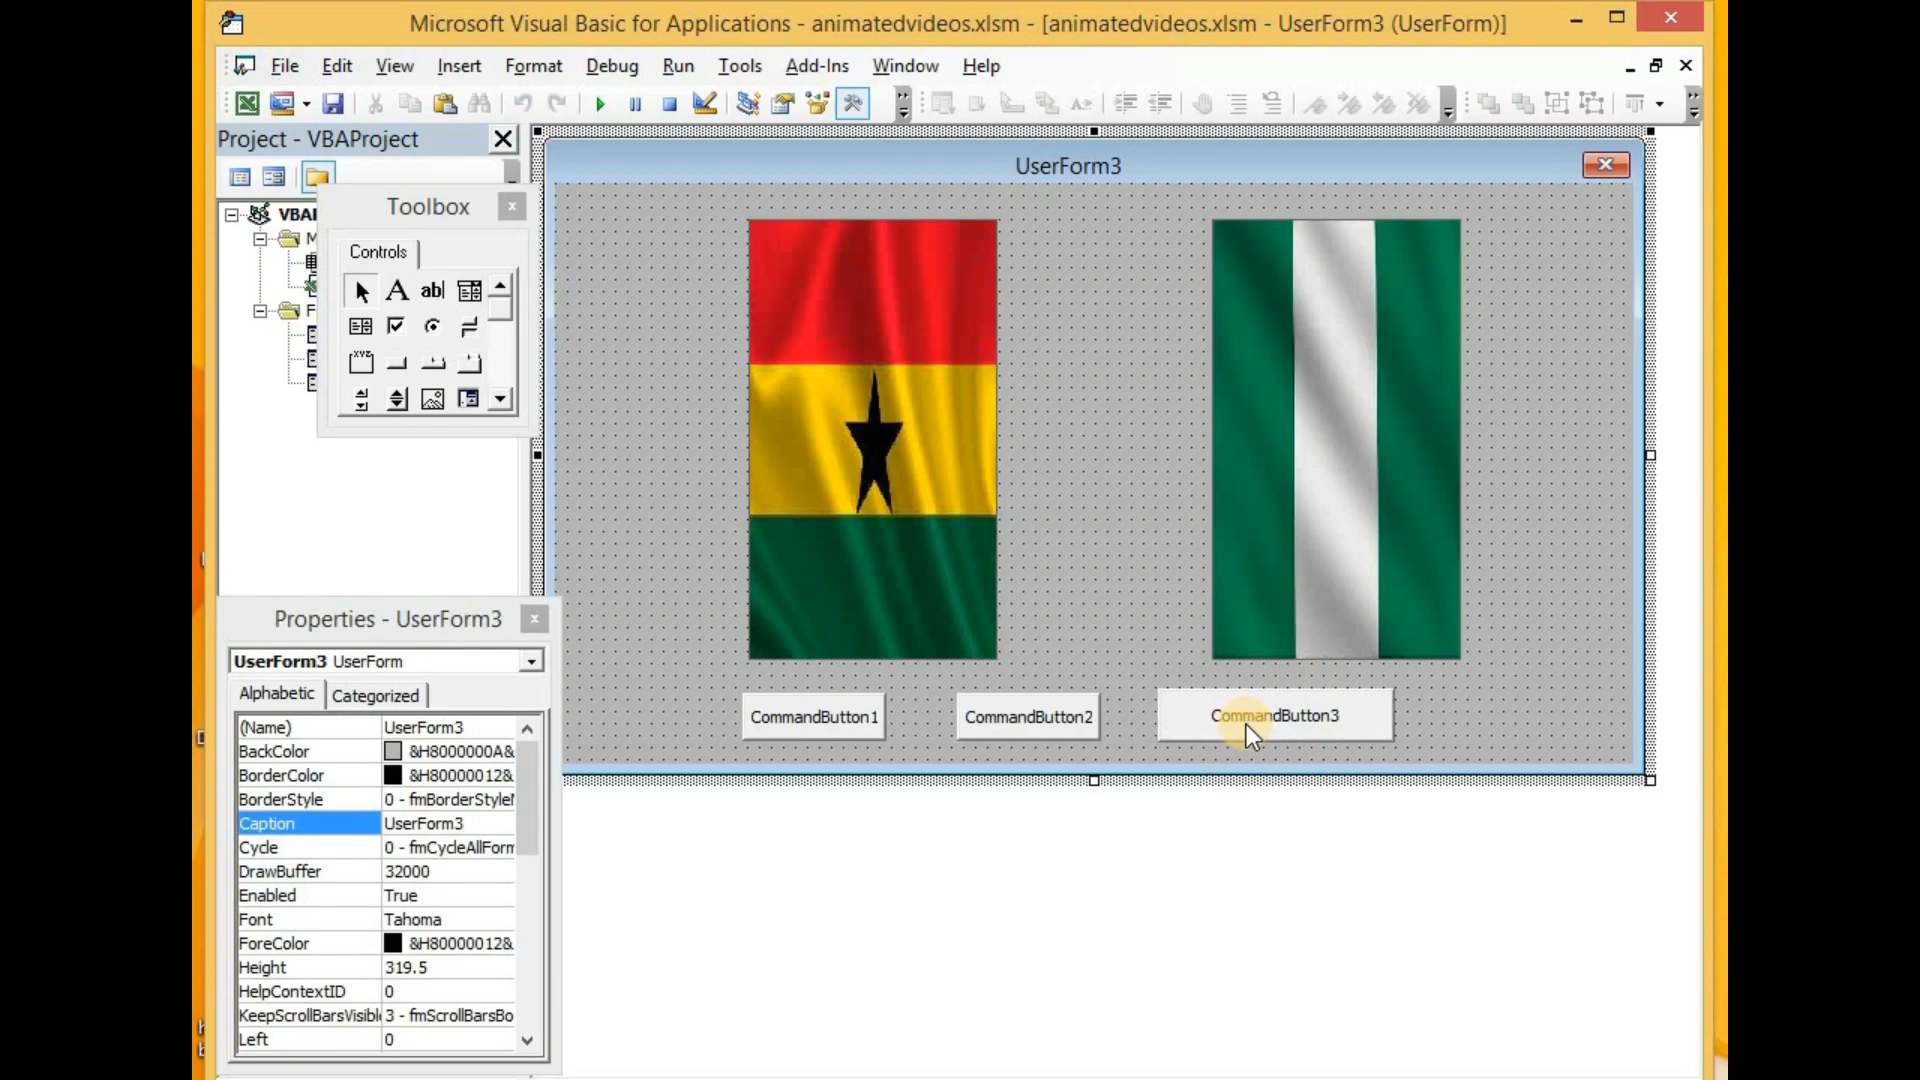 Microsoft Visual Basic for Applications - animatedvideos.xlsm - [animatedvideos.xlsm - UserForm3 (UserForm)]
File Edit View Insert Format Debug Run Tools Add-Ins Window Help
Project - VBAProject
Toolbox
Controls
A abl
xyz
UserForm3
CommandButton1 CommandButton2 CommandButton3
Properties - UserForm3
UserForm3 UserForm
Alphabetic Categorized
(Name) UserForm3
BackColor &H8000000A&
BorderColor &H80000012&
BorderStyle 0 - fmBorderStyle
Caption UserForm3
Cycle 0 - fmCycleAllForm
DrawBuffer 32000
Enabled True
Font Tahoma
ForeColor &H80000012&
Height 319.5
HelpContextID 0
KeepScrollBarsVisibl 3 - fmScrollBarsBo
Left 0